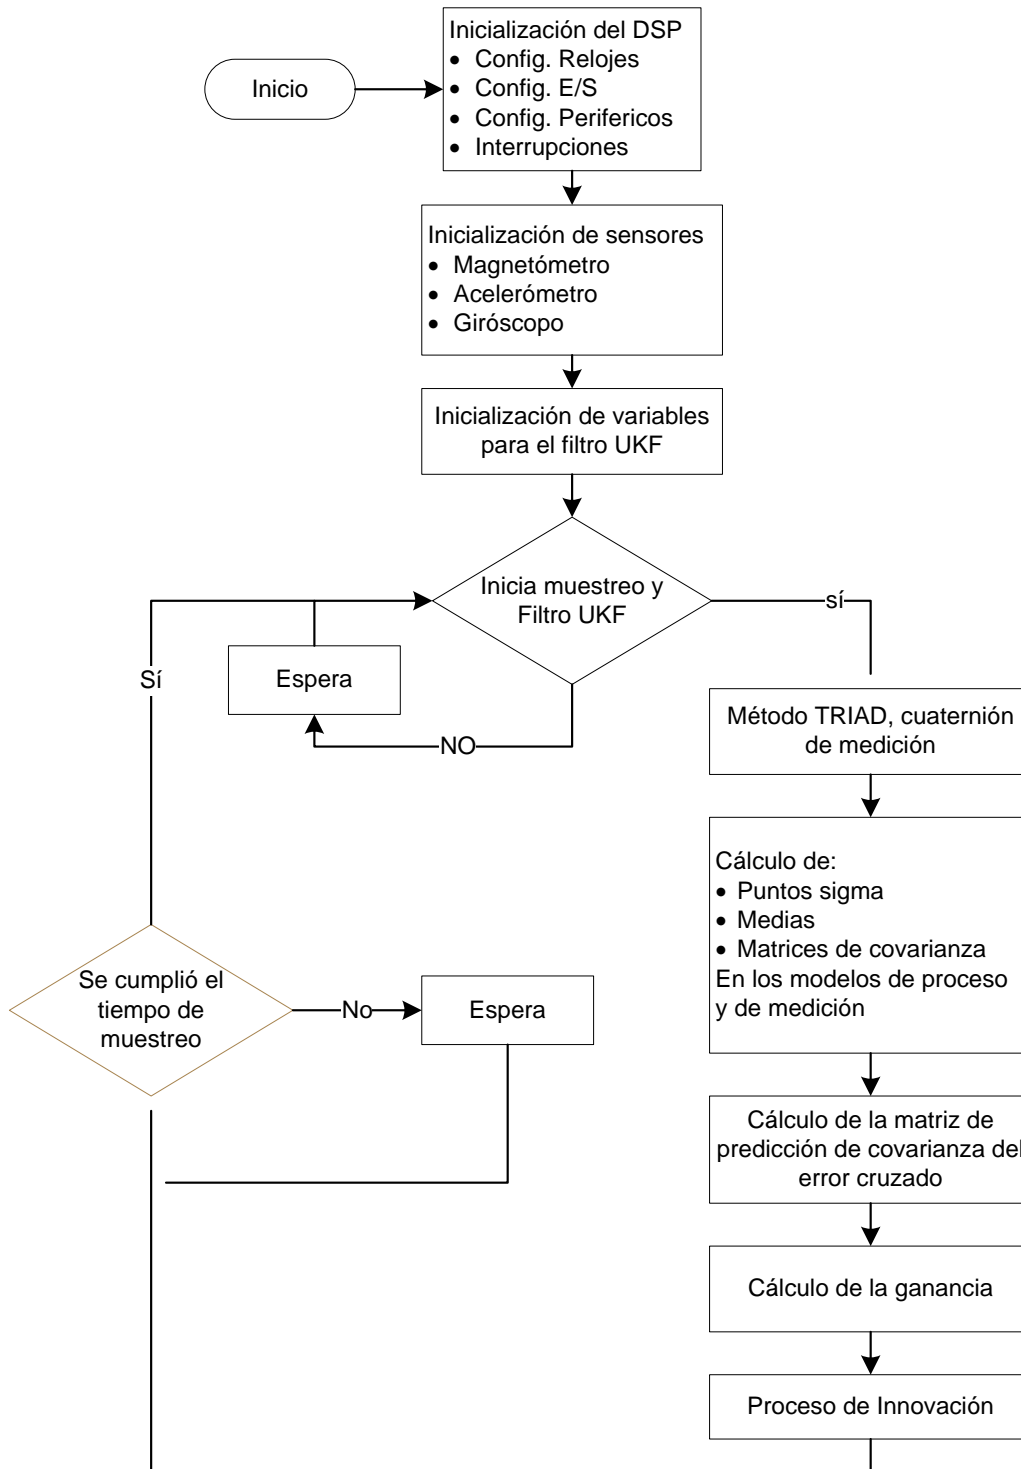 Inicio
Inicialización del DSP
• Config. Relojes
• Config. E/S
• Config. Perifericos
• Interrupciones
Inicialización de sensores
• Magnetómetro
• Acelerómetro
• Giróscopo
Inicialización de variables
para el filtro UKF
Inicia muestreo y
Filtro UKF
sí
Sí
Espera
NO
Método TRIAD, cuaternión
de medición
Cálculo de:
• Puntos sigma
• Medias
• Matrices de covarianza
En los modelos de proceso
y de medición
Se cumplió el
tiempo de
muestreo
No
Espera
Cálculo de la matriz de
predicción de covarianza del
error cruzado
Cálculo de la ganancia
Proceso de Innovación